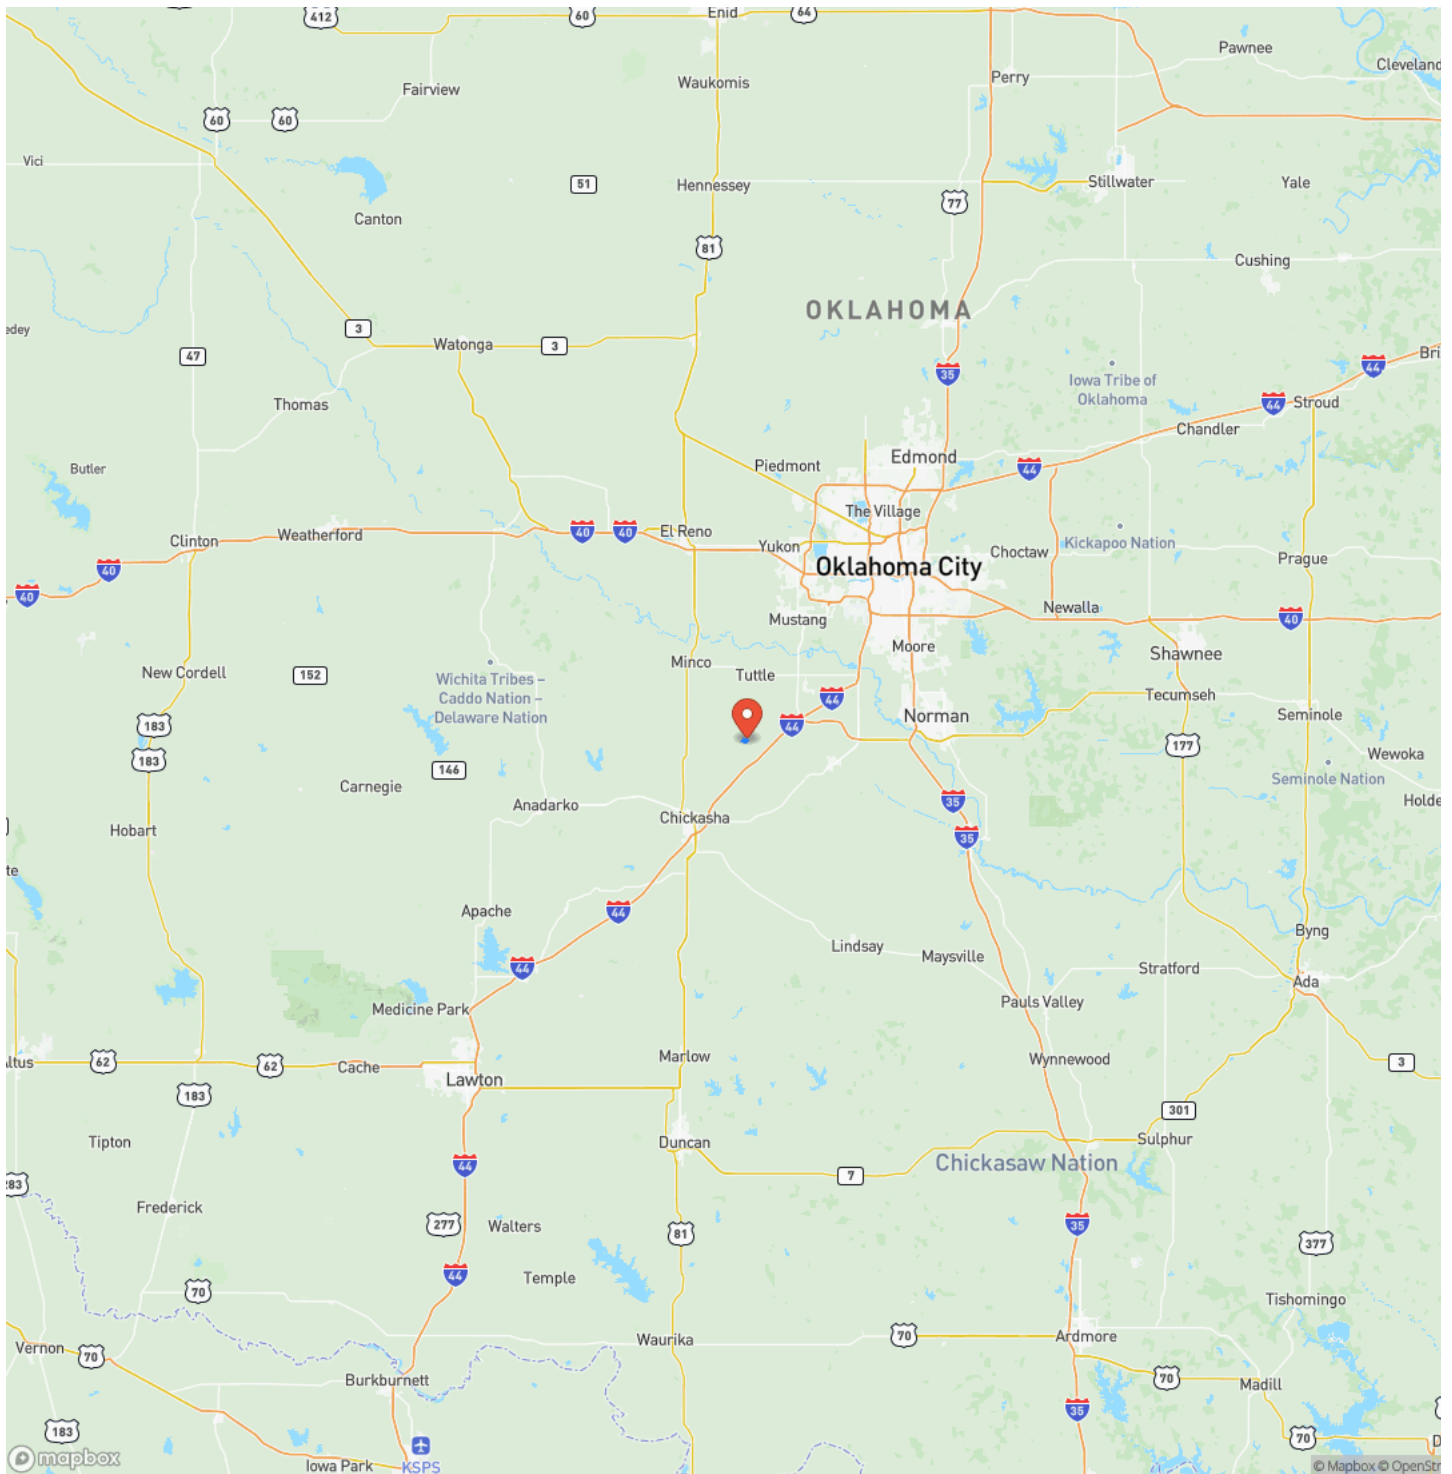 412
60
Enid
64
Pawnee
Cleveland
Fairview
Waukomis
Perry
60
60
Vici
51
Hennessey
Stillwater
Yale
77
Canton
81
Cushing
OKLAHOMA
3
Watonga
3
47
35
44
Iowa Tribe of
Oklahoma
Thomas
44
Stroud
Chandler
Butler
Piedmont
Edmond
44
The Village
Clinton
Weatherford
40
40
El Reno
Yukon
Choctaw
Kickapoo Nation
Prague
40
40
Oklahoma City
Newalla
Mustang
40
Moore
Shawnee
Minco
Tuttle
New Cordell
152
Wichita Tribes –
Caddo Nation –
Delaware Nation
44
Tecumseh
Norman
Seminole
183
44
177
Wewoka
183
146
Seminole Nation
Carnegie
Anadarko
35
Chickasha
Hobart
35
44
Apache
Byng
Lindsay
Maysville
44
Stratford
Ada
Medicine Park
Pauls Valley
62
62
Cache
Marlow
Wynnewood
3
Lawton
183
301
Tipton
Duncan
Sulphur
44
Chickasaw Nation
7
283
Frederick
277
Walters
81
35
377
44
Temple
70
Tishomingo
Waurika
70
Ardmore
Vernon
70
Burkburnett
70
Madill
35
183
70
mapbox
Iowa Park
KSPS
© Mapbox © OpenStr